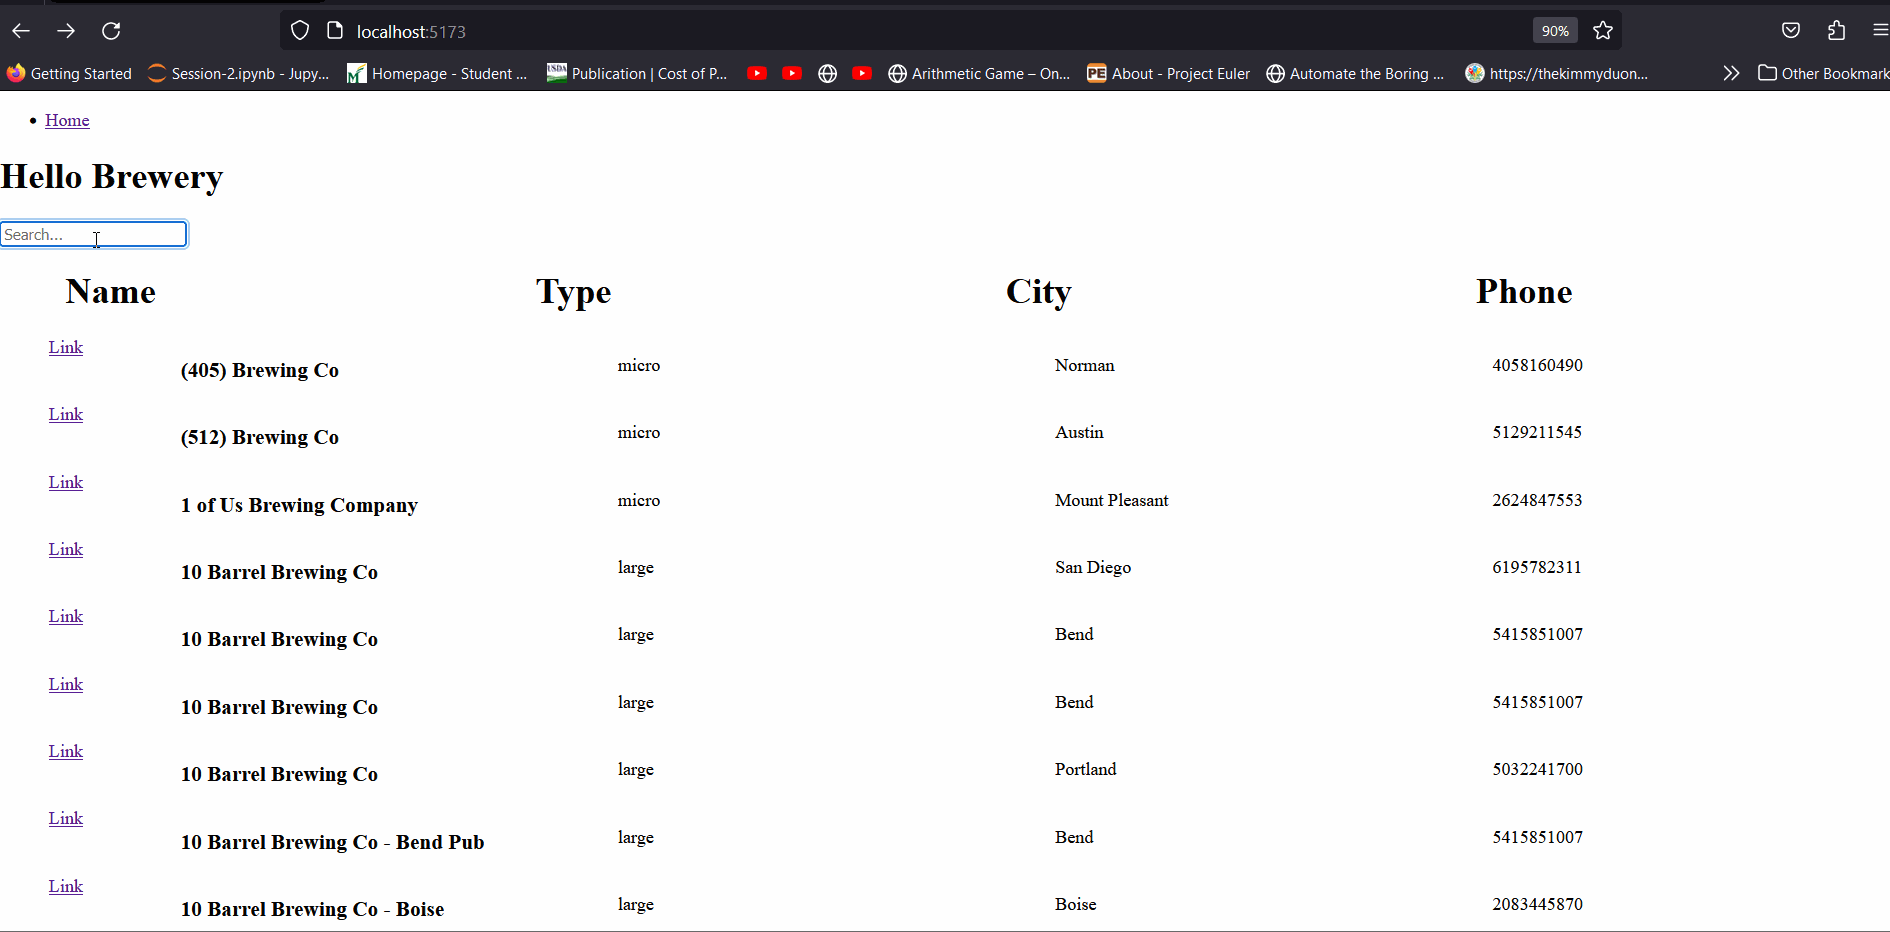 localhost:5173 90%
Getting Started Session-2.ipynb - Jupy... Homepage - Student ... USDA Publication | Cost of P... Arithmetic Game – On... PE About - Project Euler Automate the Boring ... https://thekimmyduon... Other Bookmark
Home
Hello Brewery
Search...
Name Type City Phone
Link
(405) Brewing Co micro Norman 4058160490
Link
(512) Brewing Co micro Austin 5129211545
Link
1 of Us Brewing Company micro Mount Pleasant 2624847553
Link
10 Barrel Brewing Co large San Diego 6195782311
Link
10 Barrel Brewing Co large Bend 5415851007
Link
10 Barrel Brewing Co large Bend 5415851007
Link
10 Barrel Brewing Co large Portland 5032241700
Link
10 Barrel Brewing Co - Bend Pub large Bend 5415851007
Link
10 Barrel Brewing Co - Boise large Boise 2083445870